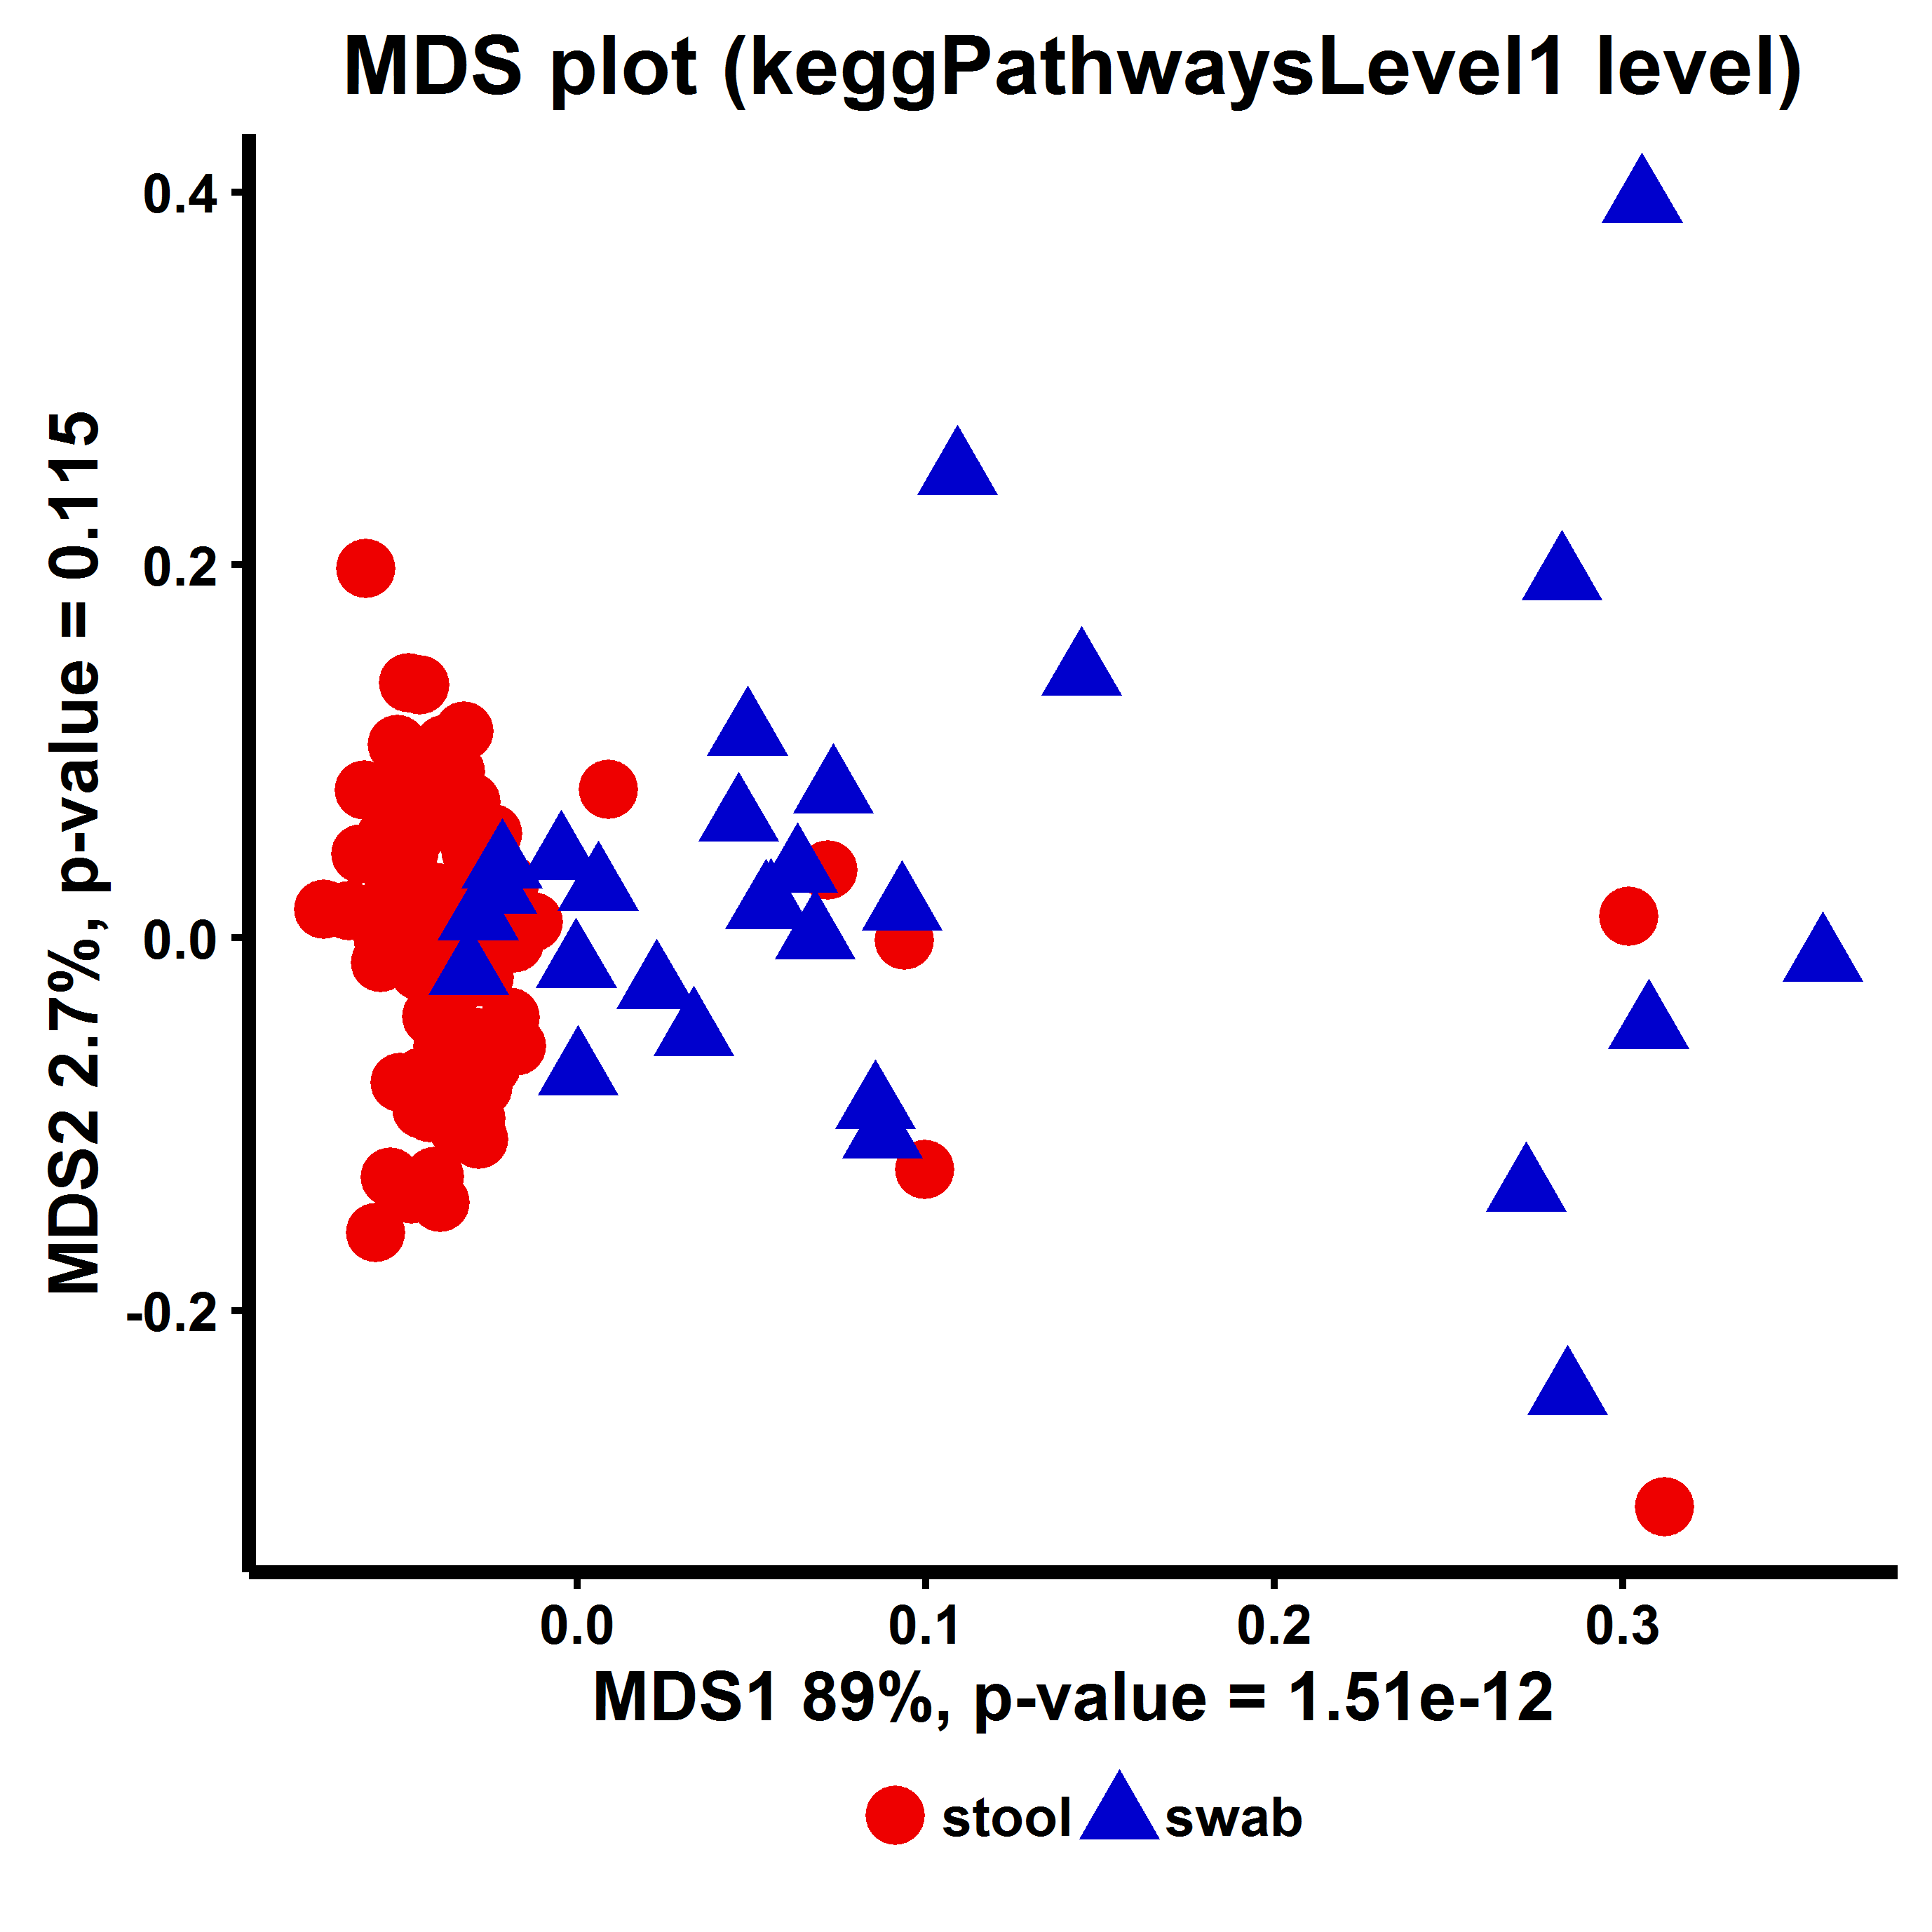 MDS plot (keggPathwaysLevel1 level)
MDS2 2.7%, p-value = 0.115
0.4
0.2
0.0
-0.2
0.0 0.1 0.2 0.3
MDS1 89%, p-value = 1.51e-12
stool swab